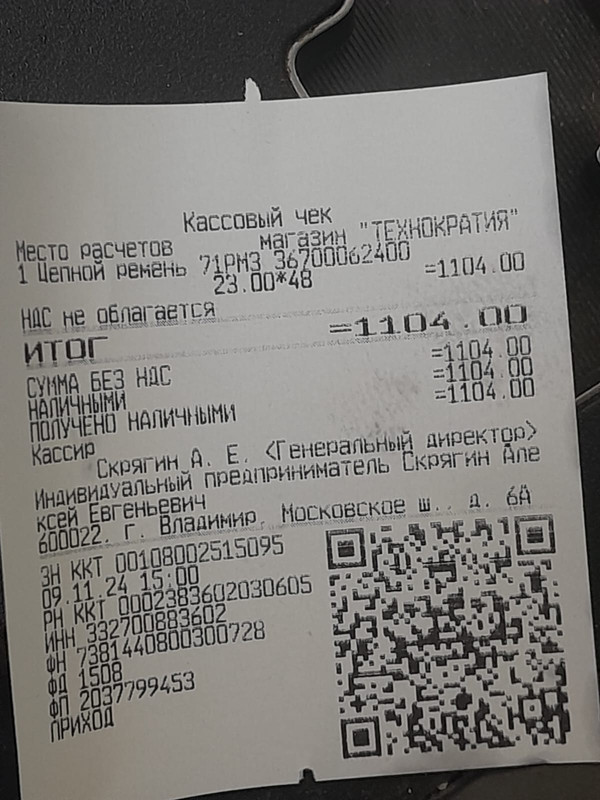 Кассовый чек
Место расчетов магазин "ТЕХНОКРАТИЯ"
1 Цепной ремень 71РМЗ 36700062400
23.00*48 =1104.00
НДС не облагается
ИТОГ =1104.00
СУММА БЕЗ НДС =1104.00
НАЛИЧНЫМИ =1104.00
ПОЛУЧЕНО НАЛИЧНЫМИ =1104.00
Кассир
Скрягин А. Е. <Генеральный директор>
Индивидуальный предприниматель Скрягин Але
ксей Евгеньевич
600022, г. Владимир, Московское ш., д. 6А
ЗН ККТ 00108002515095
09.11.24 15:00
РН ККТ 0002383602030605
ИНН 332700883602
ФН 7381440800300728
ФД 1508
ФП 2037799453
ПРИХОД